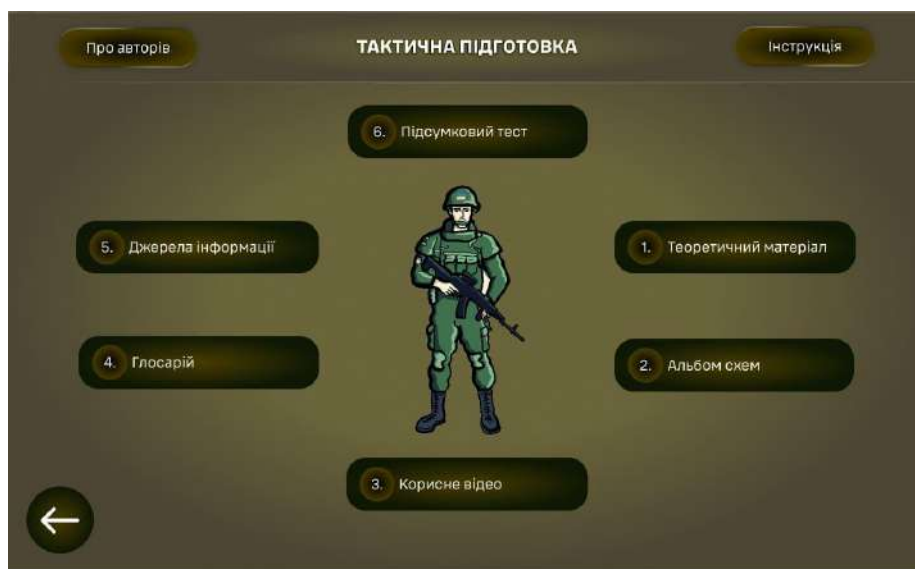 Про авторів
ТАКТИЧНА ПІДГОТОВКА
Інструкція
6. Підсумковий тест
5. Джерела інформації
1. Теоретичний матеріал
4. Глосарій
2. Альбом схем
3. Корисне відео